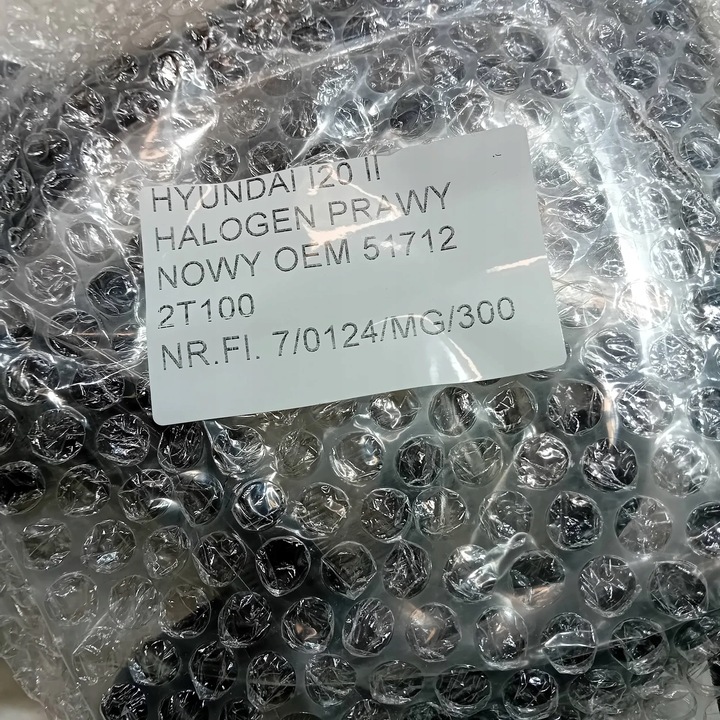 HYUNDAI I20 II
HALOGEN PRAWY
NOWY OEM 51712
2T100
NR.FI. 7/0124/MG/300